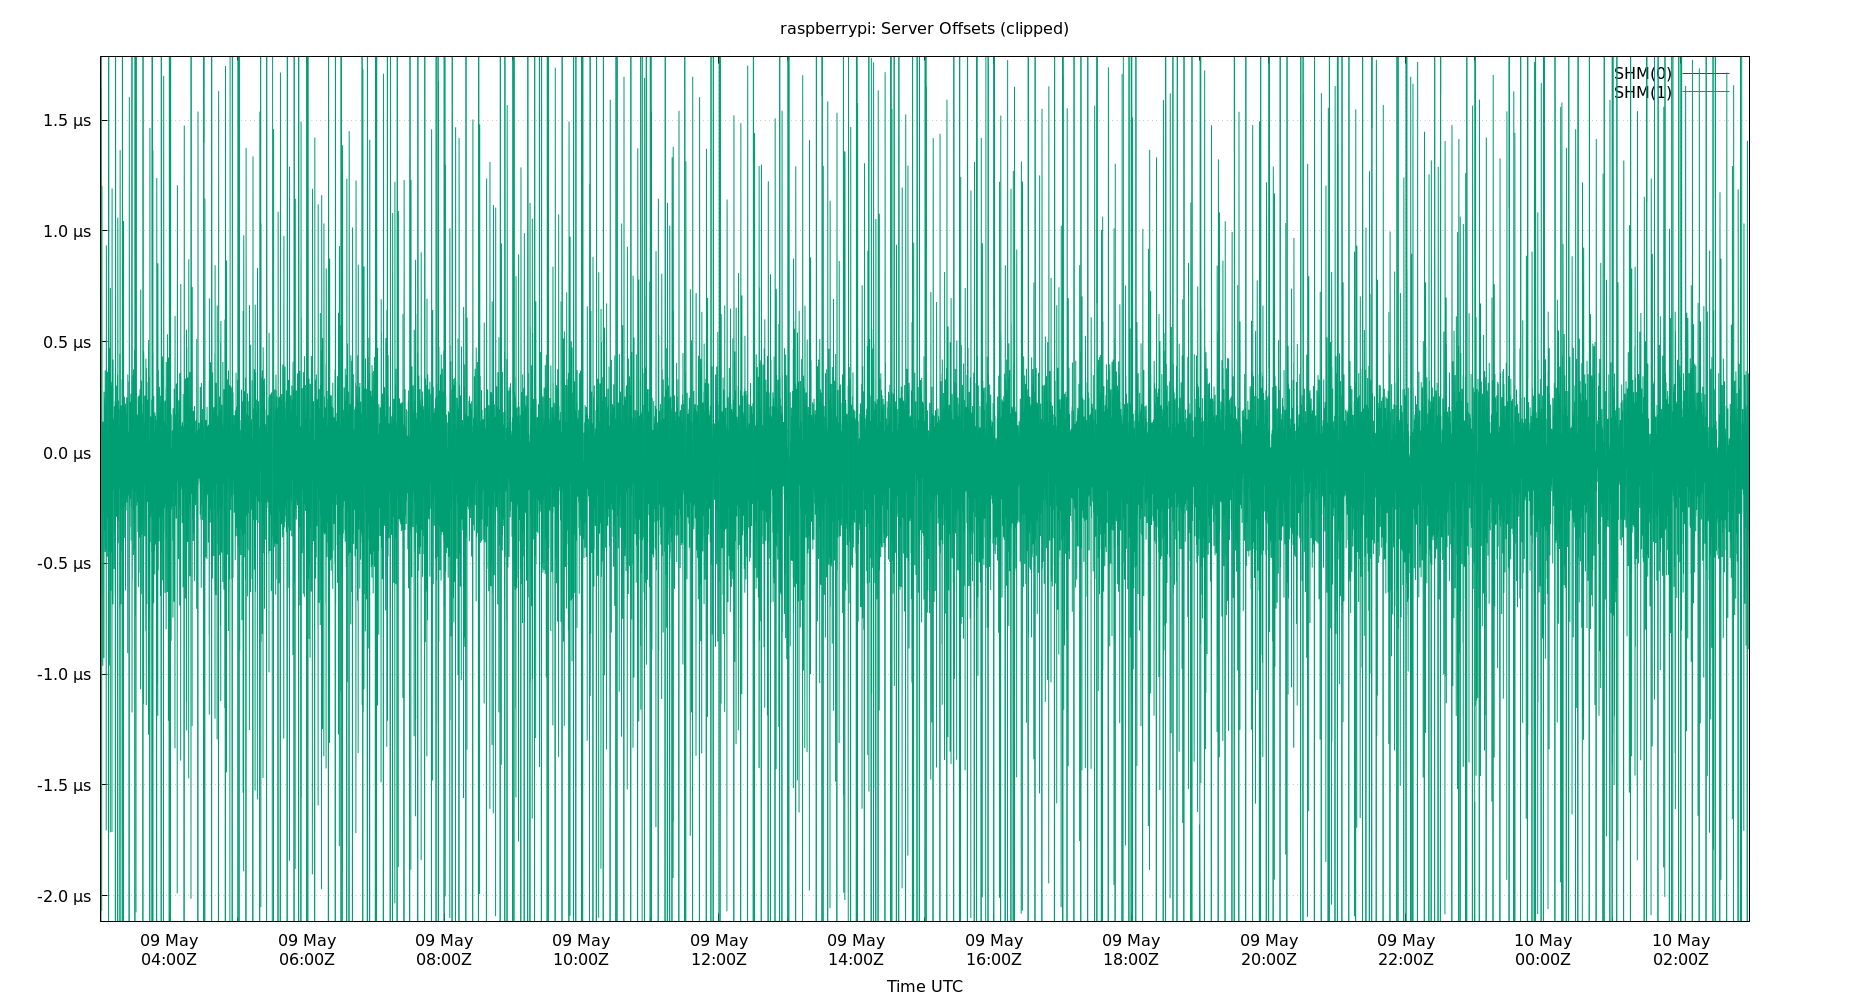 raspberrypi: Server Offsets (clipped)
SHM(0)
SHM(1)
1.5 µs
1.0 µs
0.5 µs
0.0 µs
-0.5 µs
-1.0 µs
-1.5 µs
-2.0 µs
09 May 09 May 09 May 09 May 09 May 09 May 09 May 09 May 09 May 09 May 10 May 10 May
04:00Z 06:00Z 08:00Z 10:00Z 12:00Z 14:00Z 16:00Z 18:00Z 20:00Z 22:00Z 00:00Z 02:00Z
Time UTC